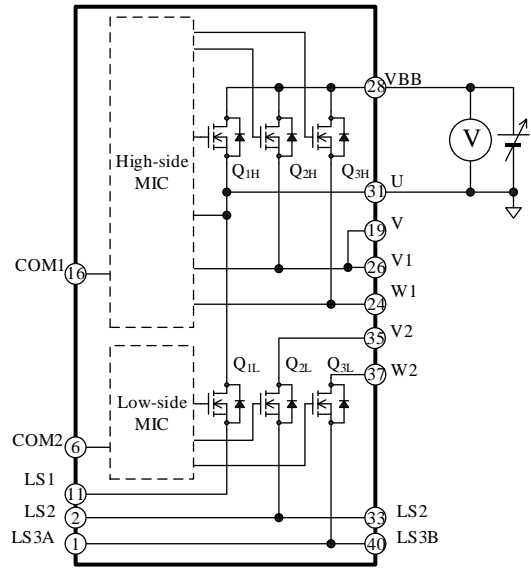 28 VBB
V
High-side
MIC
Q1H
Q2H
Q3H
31 U
19 V
COM1
16
26 V1
24 W1
35 V2
37 W2
Low-side
MIC
Q1L
Q2L
Q3L
COM2
6
LS1
11
LS2
2
33 LS2
LS3A
1
40 LS3B